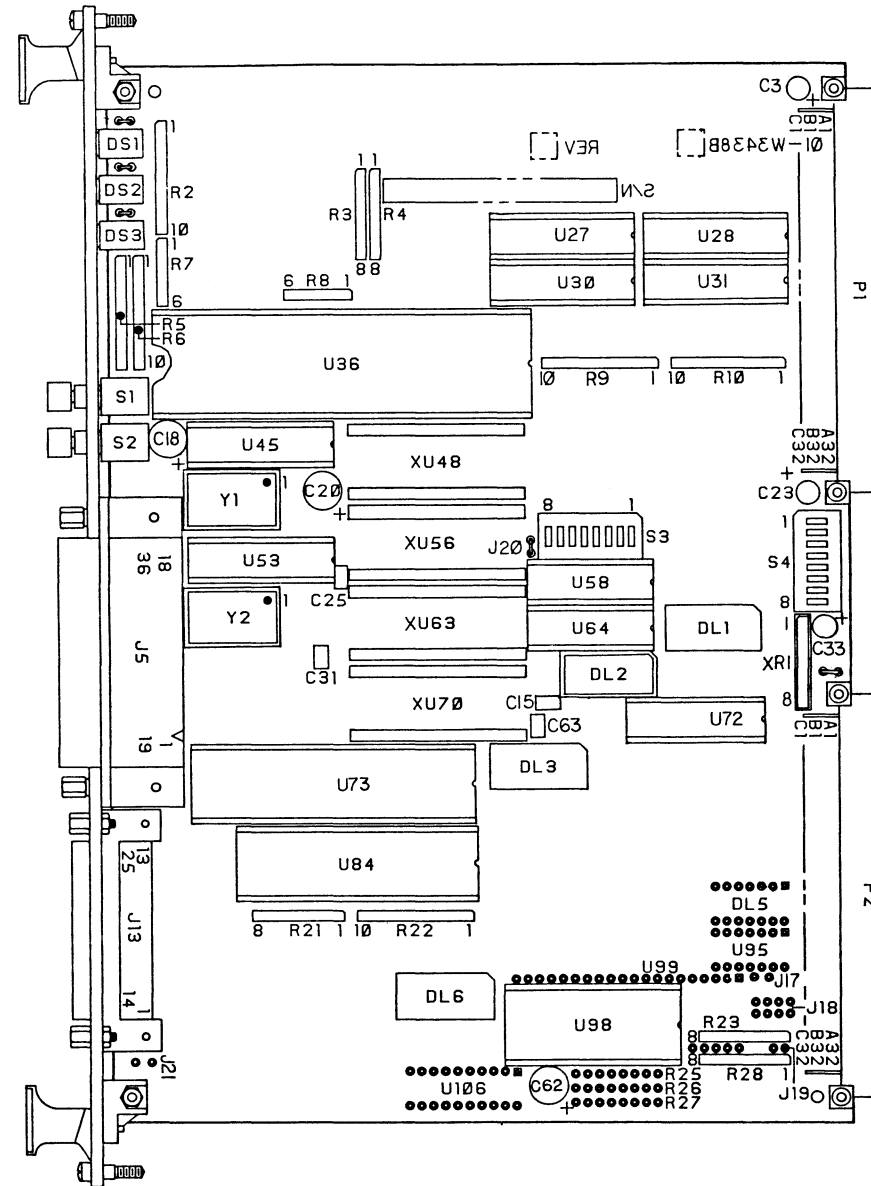 C3
A1
B1
C1
DS1
1
REV
W3438B
01-
DS2
R2
1 1
S/N
R3
R4
DS3
10
1
R7
8 8
U27
U28
U30
U31
6 R8 1
P1
6
R5
R6
10
U36
10 R9 1
10 R10 1
S1
S2
C18
U45
XU48
A32
B32
C32
Y1
1
C20
C23
8 1
S3
1
S4
8
J20
XU56
18
36
U53
U58
C25
Y2
1
XU63
U64
DL1
1
C33
J5
C31
DL2
XR1
8
C15
XU70
C63
U72
A1
B1
C1
19
1
U73
DL3
U84
13
25
DL5
P2
J13
8 R21 1
10 R22 1
U95
U99
J17
DL6
14
1
U98
J18
R23
8
A32
B32
C32
J21
8
R28
1
R25
R26
R27
U106
C62
J19